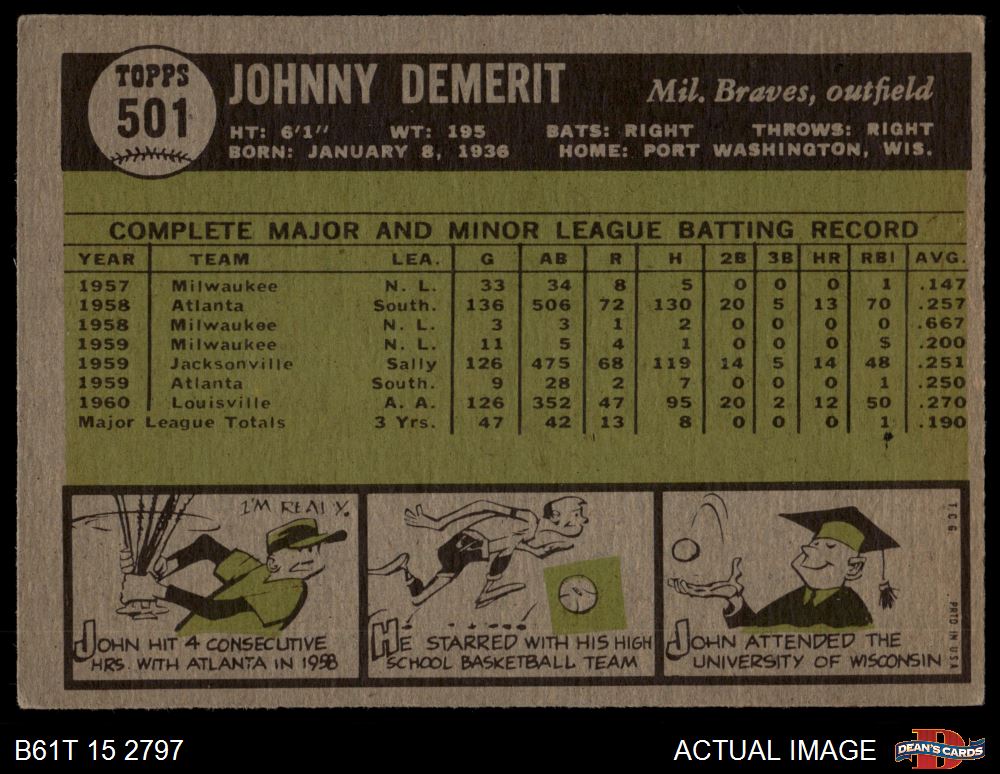 TOPPS
501
JOHNNY DEMERIT
Mil. Braves, outfield
HT: 6'1" WT: 195 BATS: RIGHT THROWS: RIGHT
BORN: JANUARY 8, 1936 HOME: PORT WASHINGTON, WIS.
COMPLETE MAJOR AND MINOR LEAGUE BATTING RECORD
YEAR TEAM LEA. G AB R H 2B 3B HR RBI AVG.
1957 Milwaukee N. L. 33 34 8 5 0 0 0 1 .147
1958 Atlanta South. 136 506 72 130 20 5 13 70 .257
1958 Milwaukee N. L. 3 3 1 2 0 0 0 0 .667
1959 Milwaukee N. L. 11 5 4 1 0 0 0 S .200
1959 Jacksonville Sally 126 475 68 119 14 5 14 48 .251
1959 Atlanta South. 9 28 2 7 0 0 0 1 .250
1960 Louisville A. A. 126 352 47 95 20 2 12 50 .270
Major League Totals 3 Yrs. 47 42 13 8 0 0 0 1 .190
I'M READY.
JOHN HIT 4 CONSECUTIVE
HRS. WITH ATLANTA IN 1958
HE STARRED WITH HIS HIGH
SCHOOL BASKETBALL TEAM
JOHN ATTENDED THE
UNIVERSITY OF WISCONSIN
T.C.G. PRTD IN U.S.A.
B61T 15 2797
ACTUAL IMAGE
DEAN'S CARDS